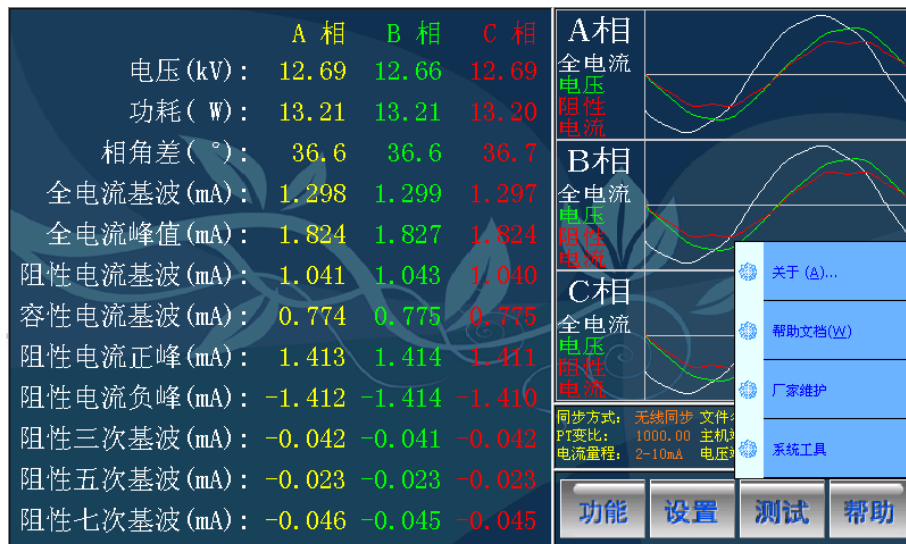 A 相 B 相 C 相
电压(kV): 12.69 12.66 12.69
功耗( W): 13.21 13.21 13.20
相角差( °): 36.6 36.6 36.7
全电流基波(mA): 1.298 1.299 1.297
全电流峰值(mA): 1.824 1.827 1.824
阻性电流基波(mA): 1.041 1.043 1.040
容性电流基波(mA): 0.774 0.775 0.775
阻性电流正峰(mA): 1.413 1.414 1.411
阻性电流负峰(mA): -1.412 -1.414 -1.410
阻性三次基波(mA): -0.042 -0.041 -0.042
阻性五次基波(mA): -0.023 -0.023 -0.023
阻性七次基波(mA): -0.046 -0.045 -0.045
A相
全电流
电压
阻性
电流
B相
全电流
电压
阻性
电流
C相
全电流
电压
阻性
电流
关于 (A)...
帮助文档(W)
厂家维护
系统工具
同步方式: 无线同步 文件
PT变比: 1000.00 主机
电流量程: 2-10mA 电压
功能 设置 测试 帮助